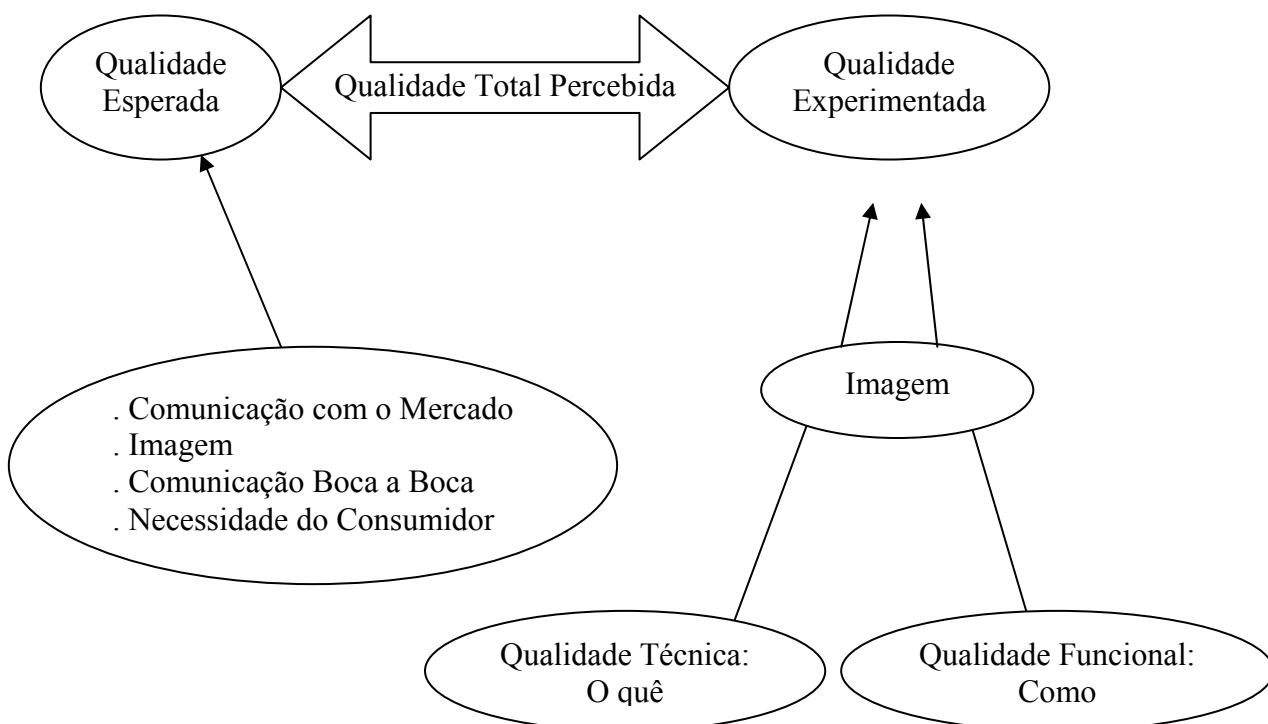 Qualidade
Esperada
Qualidade Total Percebida
Qualidade
Experimentada
. Comunicação com o Mercado
. Imagem
. Comunicação Boca a Boca
. Necessidade do Consumidor
Imagem
Qualidade Técnica:
O quê
Qualidade Funcional:
Como